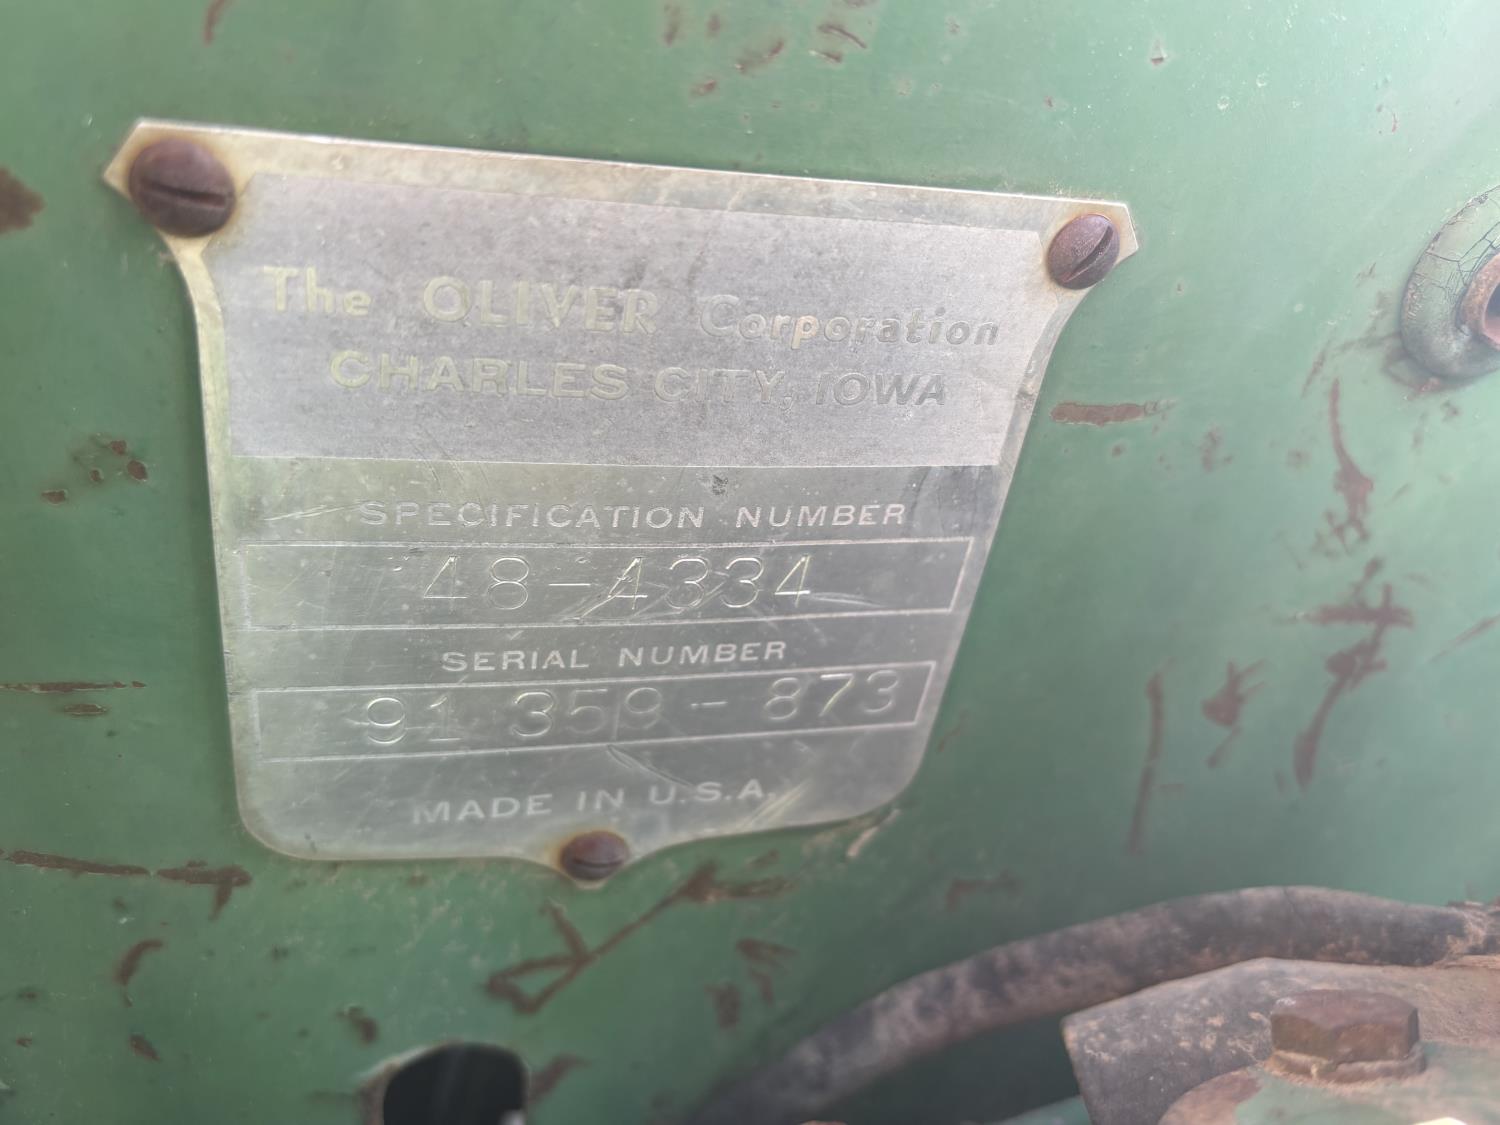 The OLIVER Corporation
CHARLES CITY, IOWA
SPECIFICATION NUMBER
48-4334
SERIAL NUMBER
91 359-873
MADE IN U.S.A.